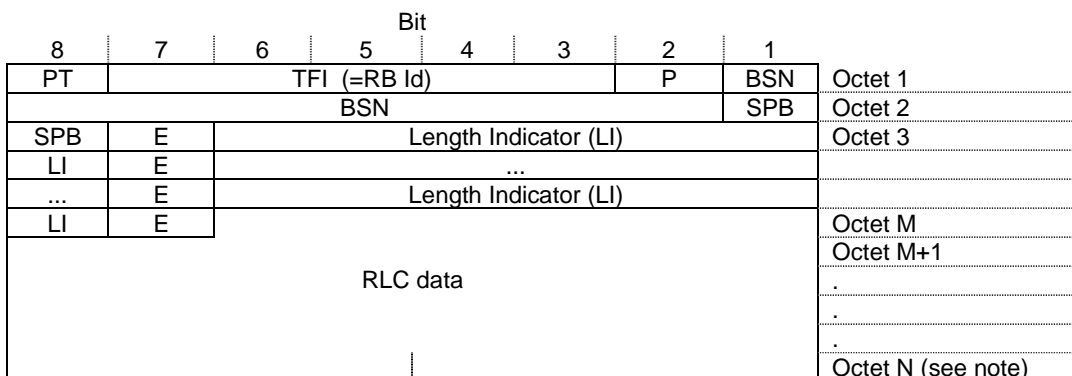 Bit
8 7 6 5 4 3 2 1
PT TFI (=RB Id) P BSN Octet 1
BSN SPB Octet 2
SPB E Length Indicator (LI) Octet 3
LI E ...
... E Length Indicator (LI)
LI E Octet M
Octet M+1
RLC data .
.
.
Octet N (see note)